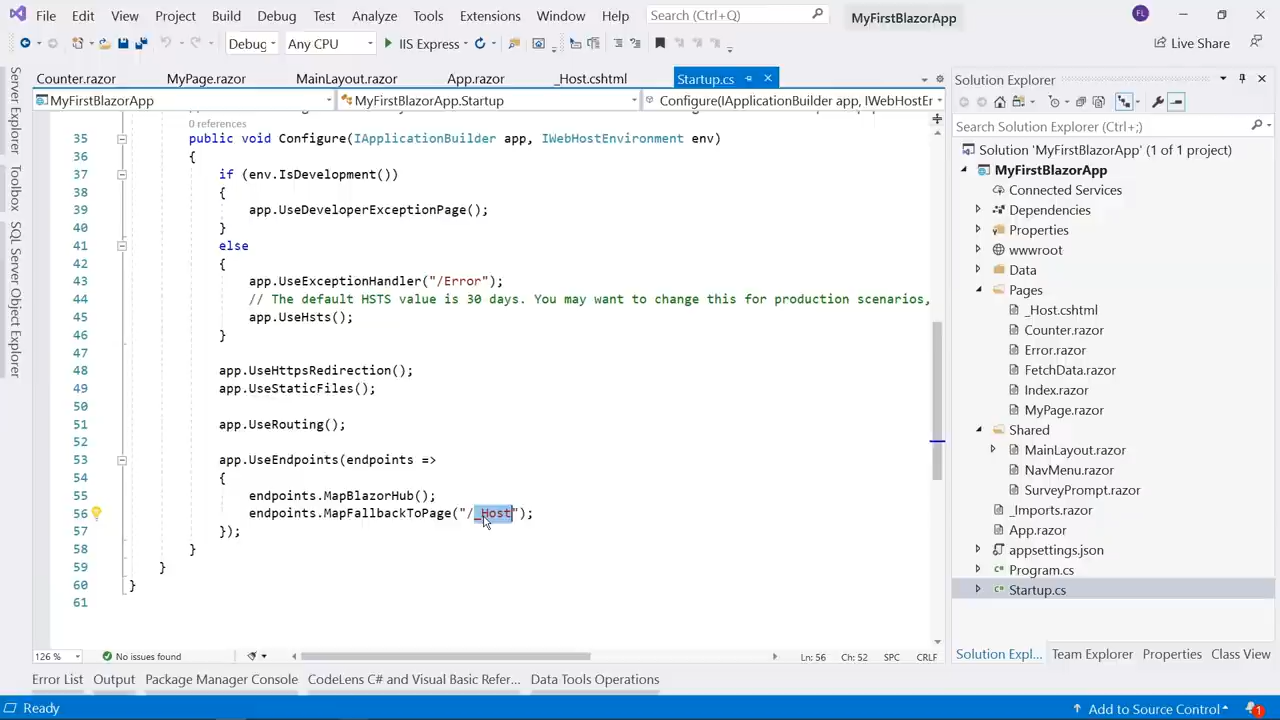 File Edit View Project Build Debug Test Analyze Tools Extensions Window Help Search (Ctrl+Q) MyFirstBlazorApp FL
Debug Any CPU IIS Express Live Share
Counter.razor MyPage.razor MainLayout.razor App.razor _Host.cshtml Startup.cs
MyFirstBlazorApp MyFirstBlazorApp.Startup Configure(IApplicationBuilder app, IWebHostEr
0 references
35 public void Configure(IApplicationBuilder app, IWebHostEnvironment env)
36 {
37 if (env.IsDevelopment())
38 {
39 app.UseDeveloperExceptionPage();
40 }
41 else
42 {
43 app.UseExceptionHandler("/Error");
44 // The default HSTS value is 30 days. You may want to change this for production scenarios,
45 app.UseHsts();
46 }
47
48 app.UseHttpsRedirection();
49 app.UseStaticFiles();
50
51 app.UseRouting();
52
53 app.UseEndpoints(endpoints =>
54 {
55 endpoints.MapBlazorHub();
56 endpoints.MapFallbackToPage("/_Host");
57 });
58 }
59 }
60 }
61
126 % No issues found Ln: 56 Ch: 52 SPC CRLF
Server Explorer
Toolbox
SQL Server Object Explorer
Solution Explorer
Search Solution Explorer (Ctrl+;)
Solution 'MyFirstBlazorApp' (1 of 1 project)
MyFirstBlazorApp
Connected Services
Dependencies
Properties
wwwroot
Data
Pages
_Host.cshtml
Counter.razor
Error.razor
FetchData.razor
Index.razor
MyPage.razor
Shared
MainLayout.razor
NavMenu.razor
SurveyPrompt.razor
_Imports.razor
App.razor
appsettings.json
Program.cs
Startup.cs
Solution Expl... Team Explorer Properties Class View
Error List Output Package Manager Console CodeLens C# and Visual Basic Refer... Data Tools Operations
Ready Add to Source Control 1